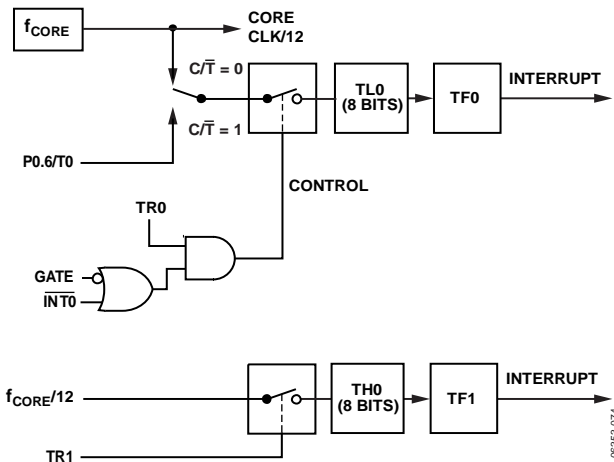 fCORE
CORE
CLK/12
C/T̅ = 0
TL0
(8 BITS)
TF0
INTERRUPT
C/T̅ = 1
P0.6/T0
CONTROL
TR0
GATE
I̅N̅T̅0̅
fCORE/12
TH0
(8 BITS)
TF1
INTERRUPT
TR1